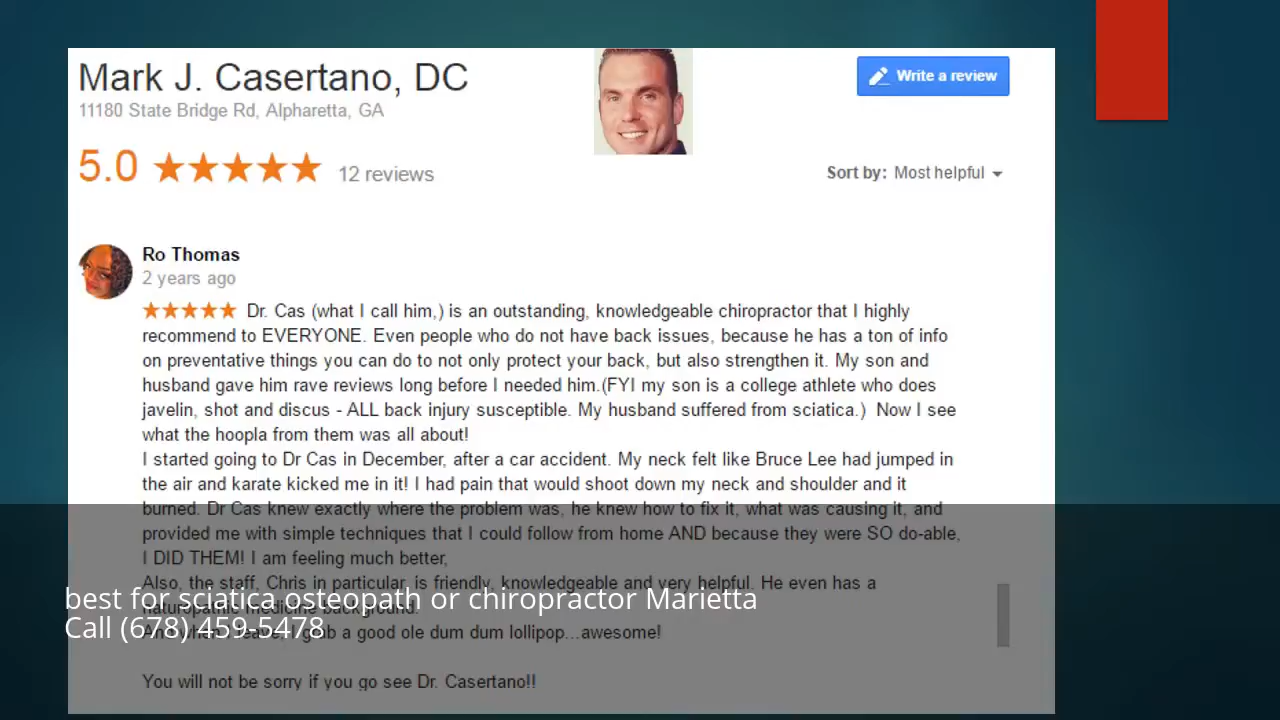 Mark J. Casertano, DC
11180 State Bridge Rd, Alpharetta, GA
Write a review
5.0 ★★★★★ 12 reviews
Sort by: Most helpful
Ro Thomas
2 years ago
★★★★★ Dr. Cas (what I call him,) is an outstanding, knowledgeable chiropractor that I highly
recommend to EVERYONE. Even people who do not have back issues, because he has a ton of info
on preventative things you can do to not only protect your back, but also strengthen it. My son and
husband gave him rave reviews long before I needed him.(FYI my son is a college athlete who does
javelin, shot and discus - ALL back injury susceptible. My husband suffered from sciatica.) Now I see
what the hoopla from them was all about!
I started going to Dr Cas in December, after a car accident. My neck felt like Bruce Lee had jumped in
the air and karate kicked me in it! I had pain that would shoot down my neck and shoulder and it
burned. Dr Cas knew exactly where the problem was, he knew how to fix it, what was causing it, and
provided me with simple techniques that I could follow from home AND because they were SO do-able,
I DID THEM! I am feeling much better,
Also, the staff, Chris in particular, is friendly, knowledgeable and very helpful. He even has a
best for sciatica osteopath or chiropractor Marietta
naturopathic medicine background.
Call (678) 459-5478
And when I leave, I grab a good ole dum dum lollipop...awesome!
You will not be sorry if you go see Dr. Casertano!!